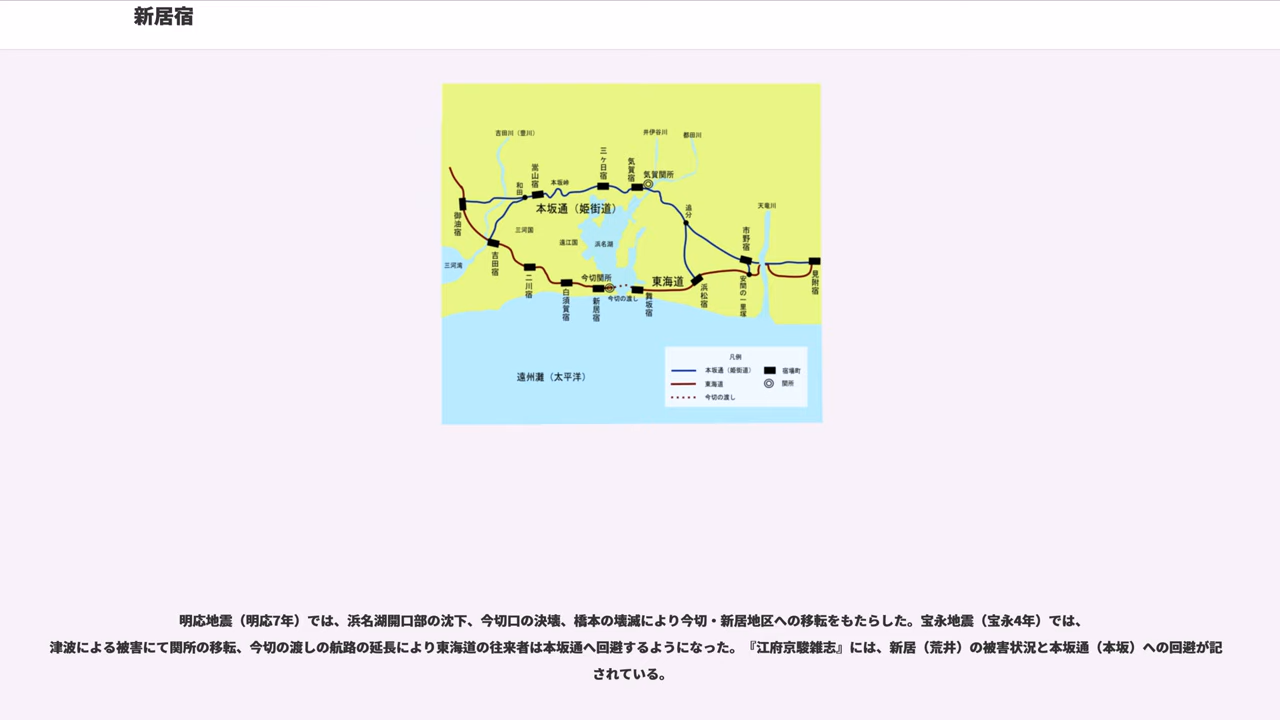 新居宿
吉田川（豊川）
井伊谷川
都田川
三ヶ日宿
気賀宿
気賀関所
嵩山宿
本坂峠
和田
本坂通（姫街道）
追分
天竜川
御油宿
三河国
遠江国
浜名湖
市野宿
吉田宿
三河湾
二川宿
今切関所
東海道
見附宿
白須賀宿
新居宿
今切の渡し
舞坂宿
浜松宿
安間の一里塚
遠州灘（太平洋）
凡例
本坂通（姫街道）
宿場町
東海道
関所
今切の渡し
明応地震（明応7年）では、浜名湖開口部の沈下、今切口の決壊、橋本の壊滅により今切・新居地区への移転をもたらした。宝永地震（宝永4年）では、
津波による被害にて関所の移転、今切の渡しの航路の延長により東海道の往来者は本坂通へ回避するようになった。『江府京駿雑志』には、新居（荒井）の被害状況と本坂通（本坂）への回避が記
されている。